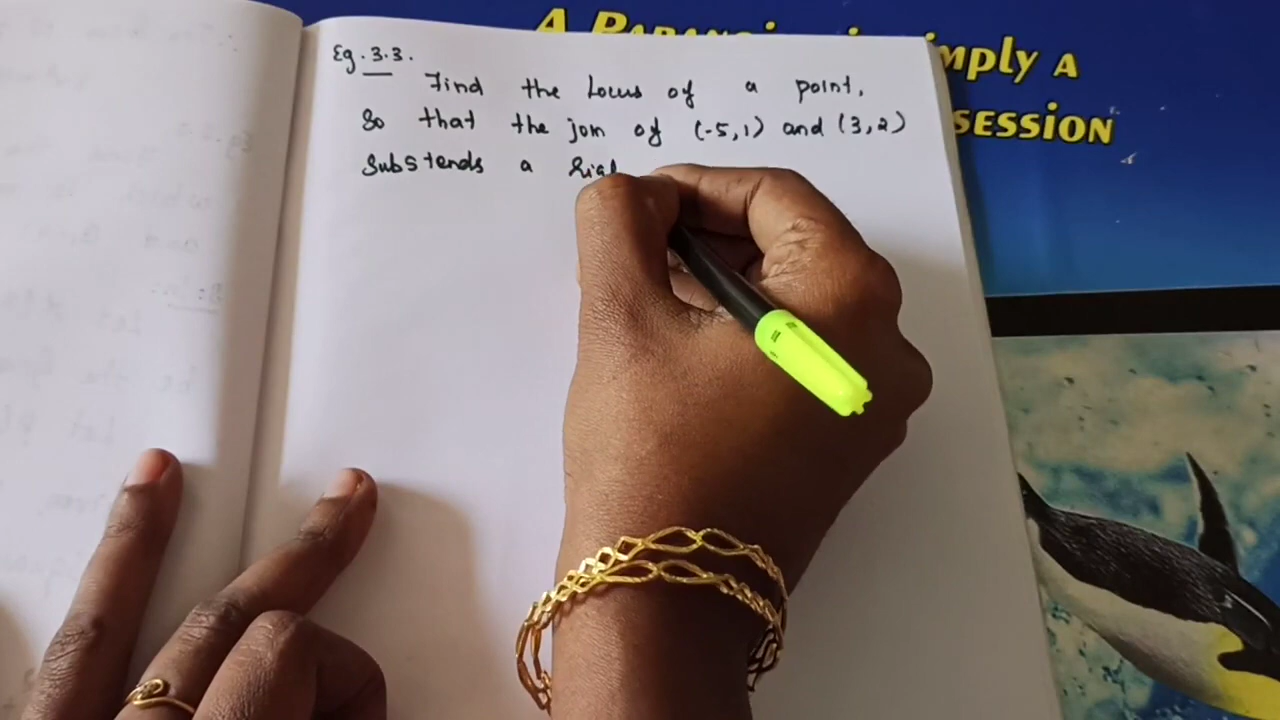 A
imply A
SESSION
Eg. 3.3.
Find the Locus of a point,
So that the join of (-5,1) and (3,2)
Substends a